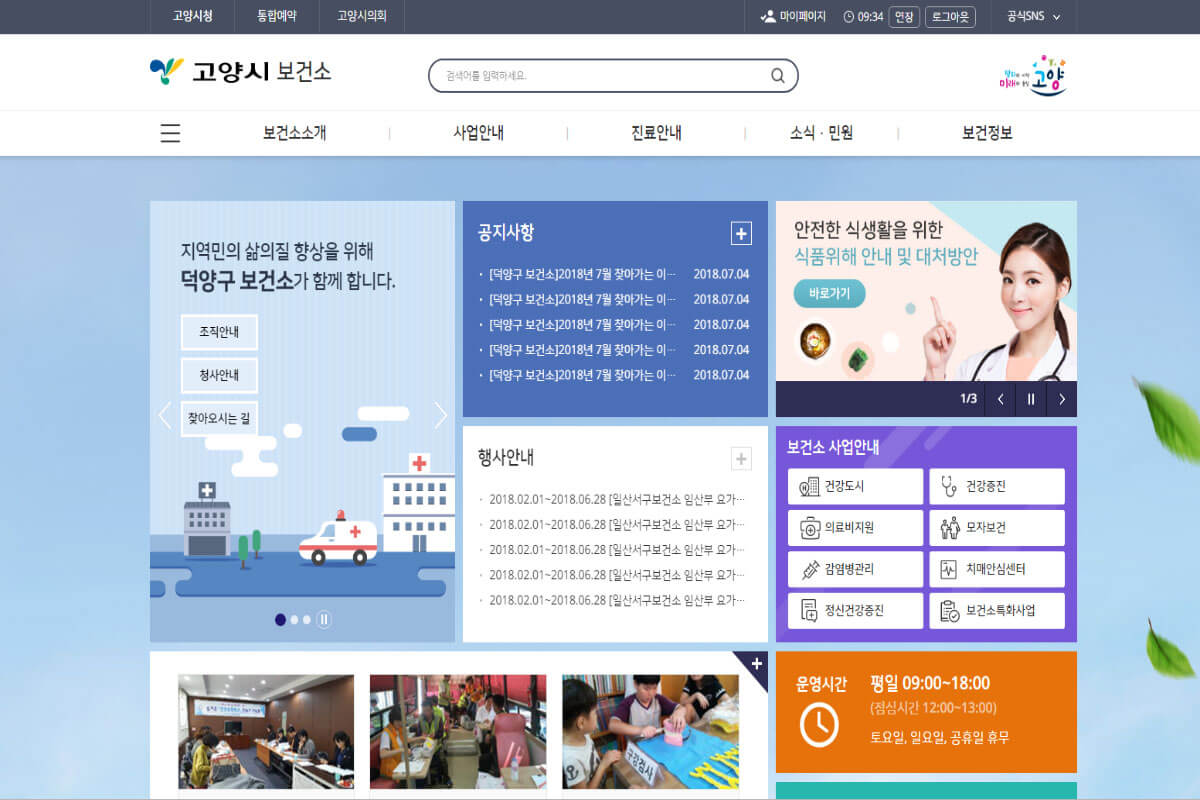 고양시청 통합예약 고양시의회 마이페이지 09:34 연장 로그아웃 공식SNS
고양시 보건소
검색어를 입력하세요.
고양
보건소소개 사업안내 진료안내 소식 · 민원 보건정보
지역민의 삶의질 향상을 위해
덕양구 보건소가 함께 합니다.
조직안내
청사안내
찾아오시는 길
공지사항
· [덕양구 보건소]2018년 7월 찾아가는 이··· 2018.07.04
· [덕양구 보건소]2018년 7월 찾아가는 이··· 2018.07.04
· [덕양구 보건소]2018년 7월 찾아가는 이··· 2018.07.04
· [덕양구 보건소]2018년 7월 찾아가는 이··· 2018.07.04
· [덕양구 보건소]2018년 7월 찾아가는 이··· 2018.07.04
안전한 식생활을 위한
식품위해 안내 및 대처방안
바로가기
1/3
행사안내
· 2018.02.01~2018.06.28 [일산서구보건소 임산부 요가···
· 2018.02.01~2018.06.28 [일산서구보건소 임산부 요가···
· 2018.02.01~2018.06.28 [일산서구보건소 임산부 요가···
· 2018.02.01~2018.06.28 [일산서구보건소 임산부 요가···
· 2018.02.01~2018.06.28 [일산서구보건소 임산부 요가···
보건소 사업안내
건강도시 건강증진
의료비지원 모자보건
감염병관리 치매안심센터
정신건강증진 보건소특화사업
구강검사
운영시간 평일 09:00~18:00
(점심시간 12:00~13:00)
토요일, 일요일, 공휴일 휴무